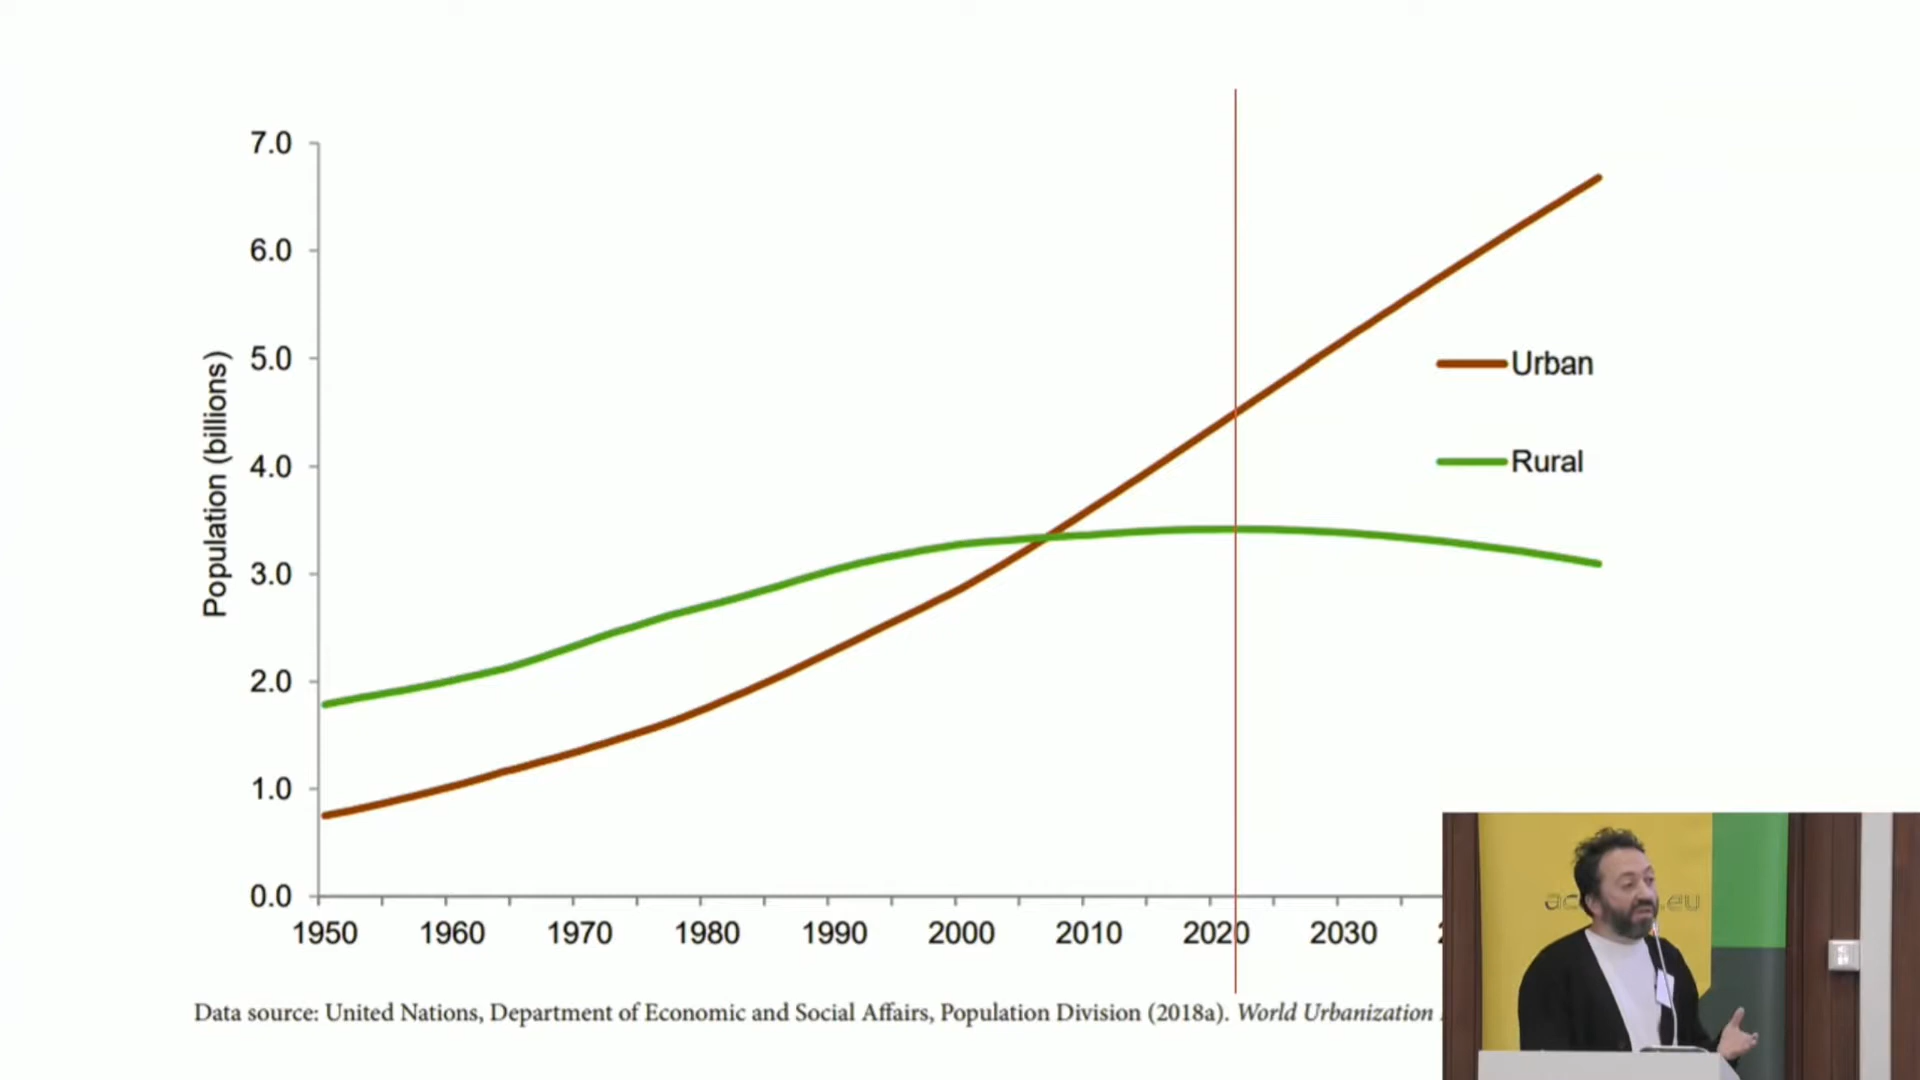 7.0
6.0
5.0
4.0
3.0
2.0
1.0
0.0
Population (billions)
Urban
Rural
1950 1960 1970 1980 1990 2000 2010 2020 2030
Data source: United Nations, Department of Economic and Social Affairs, Population Division (2018a). World Urbanization
.eu